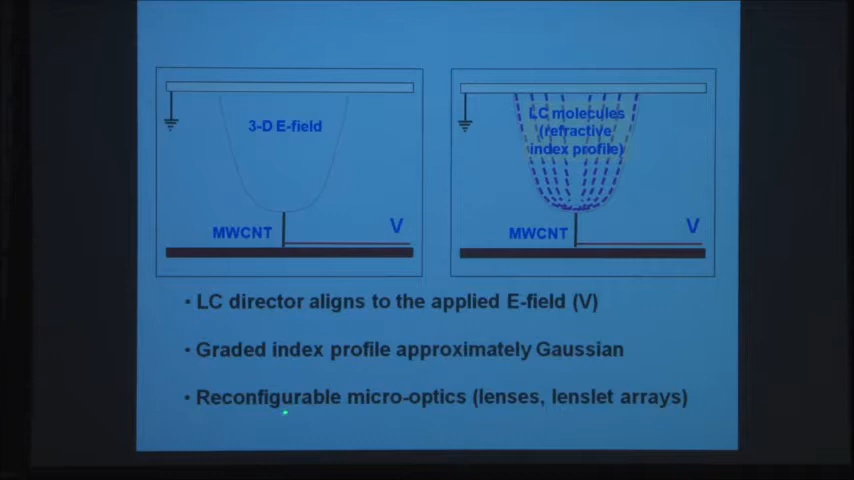 3-D E-field
MWCNT
V
LC molecules
(refractive
index profile)
MWCNT
V
• LC director aligns to the applied E-field (V)
• Graded index profile approximately Gaussian
• Reconfigurable micro-optics (lenses, lenslet arrays)